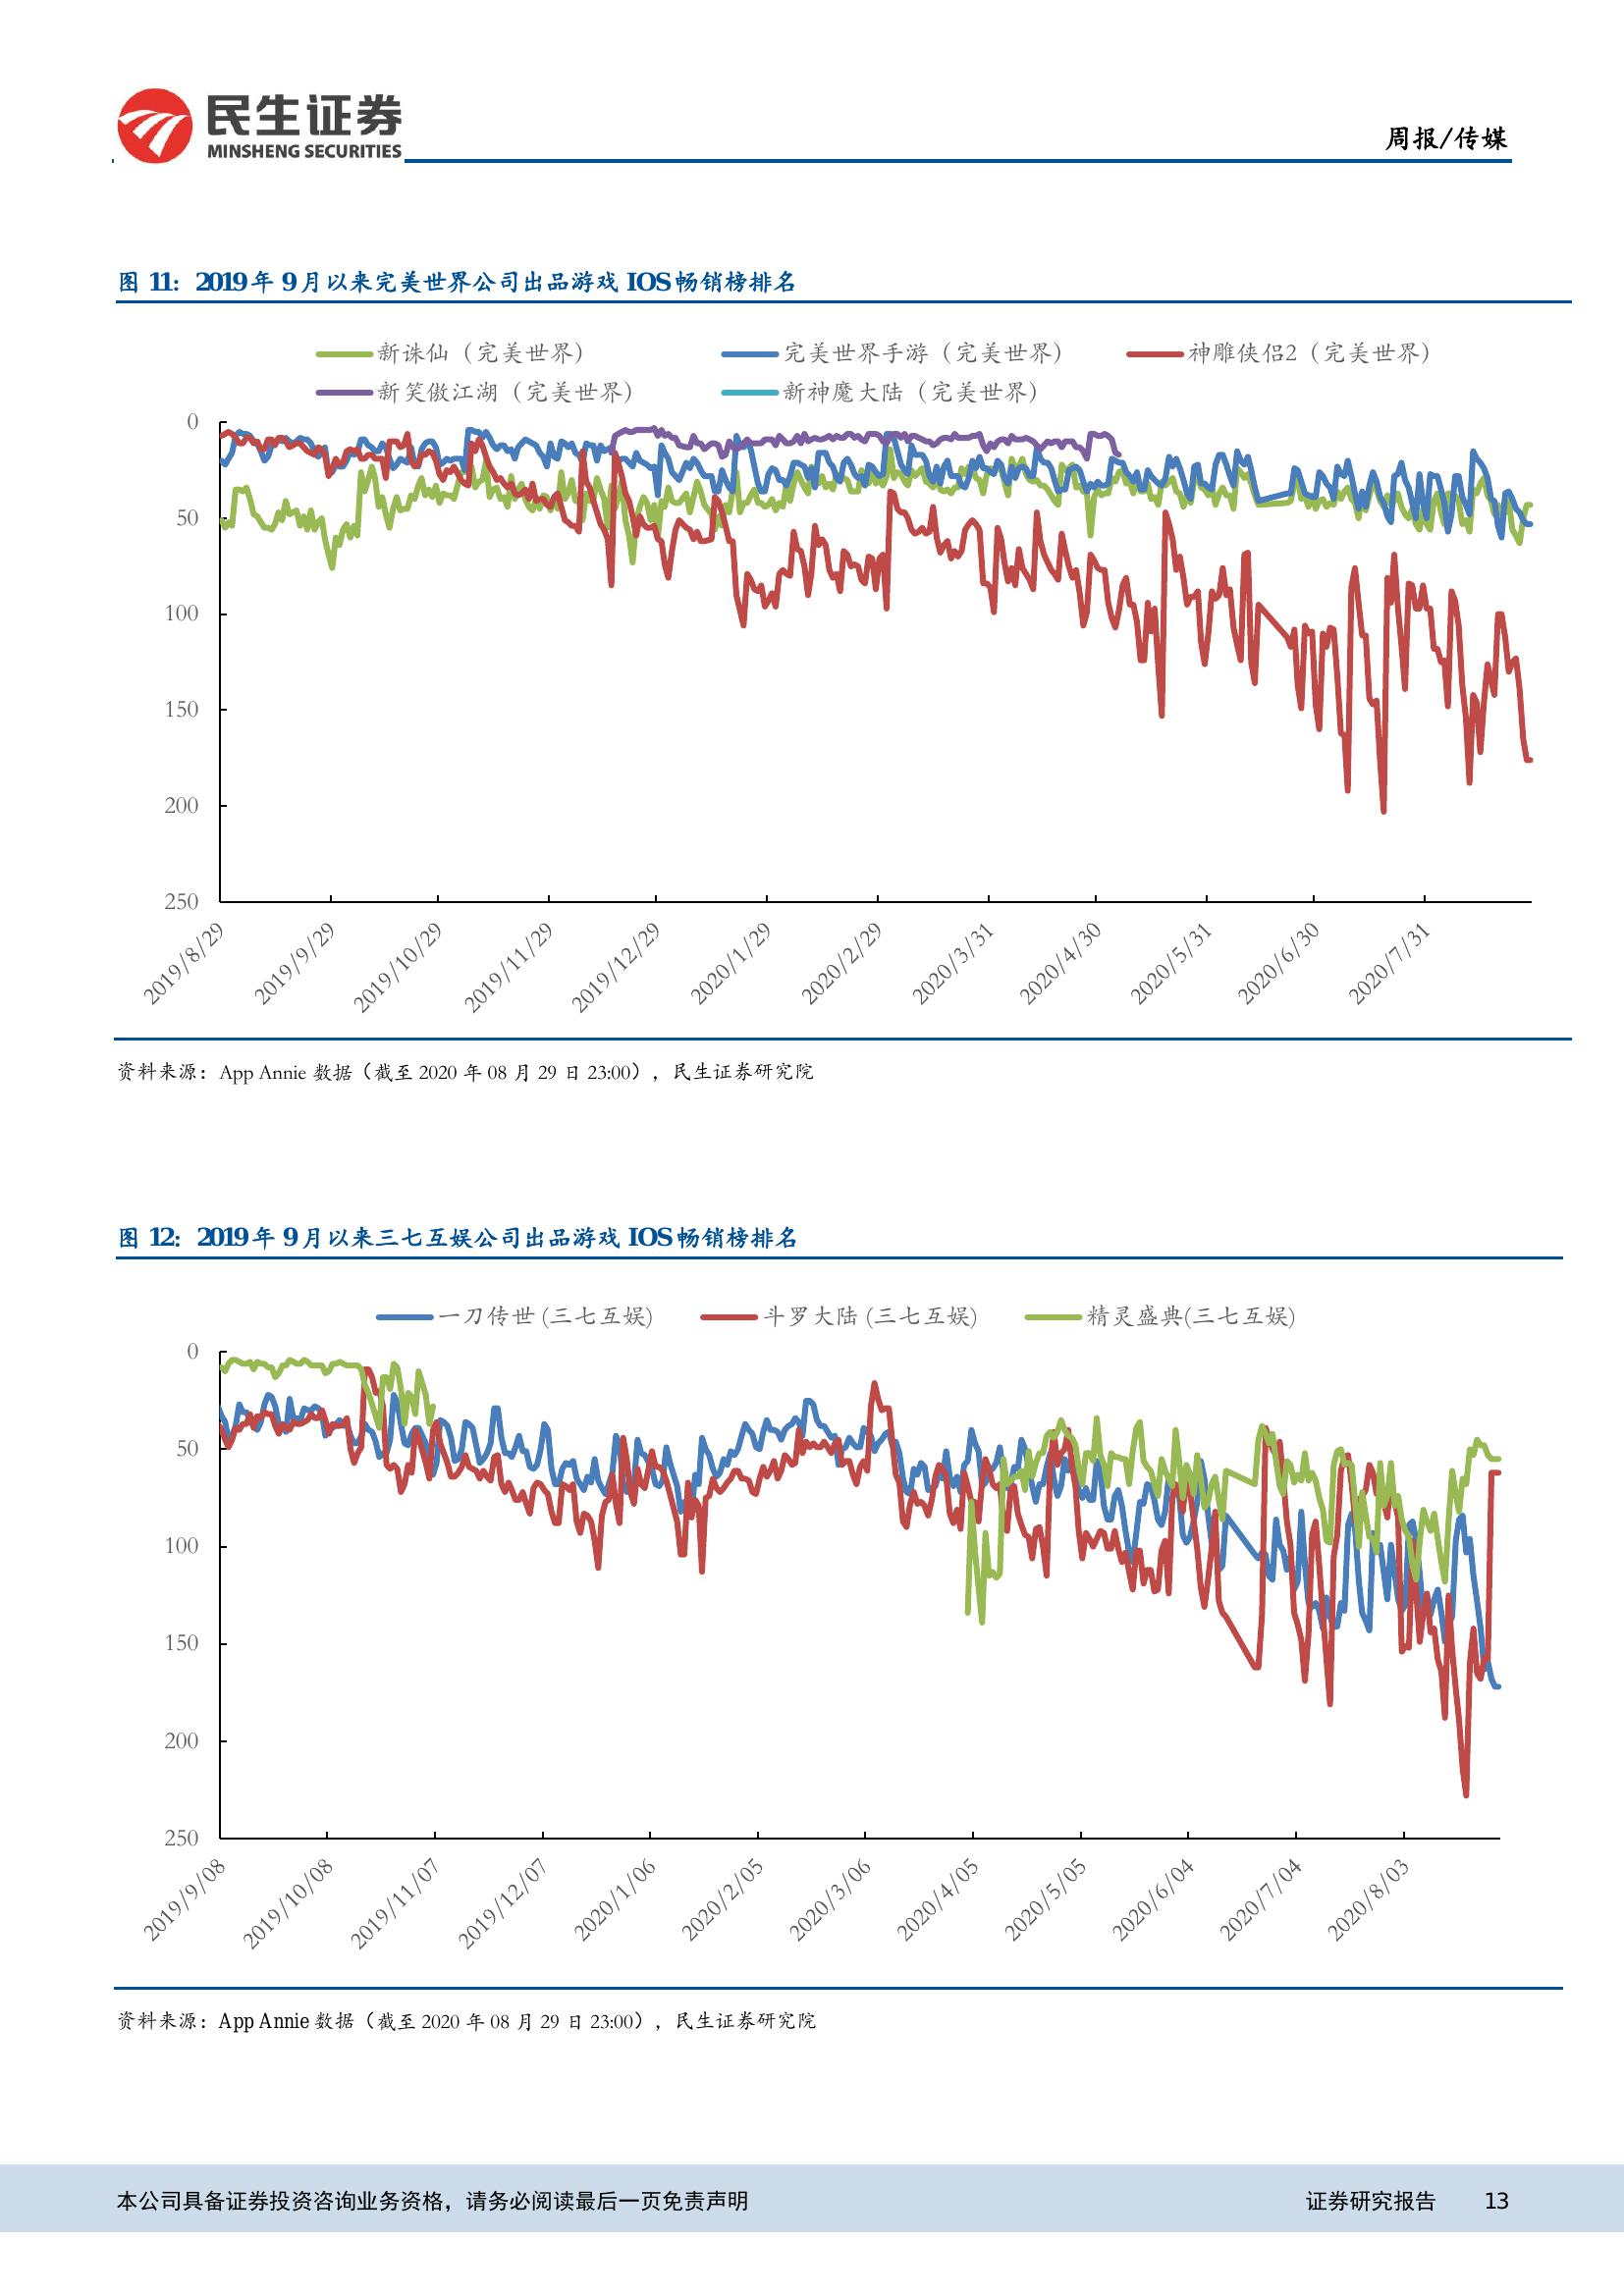 民生证券
MINSHENG SECURITIES
周报/传媒
图 11: 2019 年 9 月以来完美世界公司出品游戏 IOS 畅销榜排名
新诛仙（完美世界） 完美世界手游（完美世界） 神雕侠侣2（完美世界）
新笑傲江湖（完美世界） 新神魔大陆（完美世界）
0
50
100
150
200
250
2019/8/29 2019/9/29 2019/10/29 2019/11/29 2019/12/29 2020/1/29 2020/2/29 2020/3/31 2020/4/30 2020/5/31 2020/6/30 2020/7/31
资料来源：App Annie 数据（截至 2020 年 08 月 29 日 23:00），民生证券研究院
图 12: 2019 年 9 月以来三七互娱公司出品游戏 IOS 畅销榜排名
一刀传世 (三七互娱) 斗罗大陆 (三七互娱) 精灵盛典(三七互娱)
0
50
100
150
200
250
2019/9/08 2019/10/08 2019/11/07 2019/12/07 2020/1/06 2020/2/05 2020/3/06 2020/4/05 2020/5/05 2020/6/04 2020/7/04 2020/8/03
资料来源：App Annie 数据（截至 2020 年 08 月 29 日 23:00），民生证券研究院
本公司具备证券投资咨询业务资格，请务必阅读最后一页免责声明 证券研究报告 13